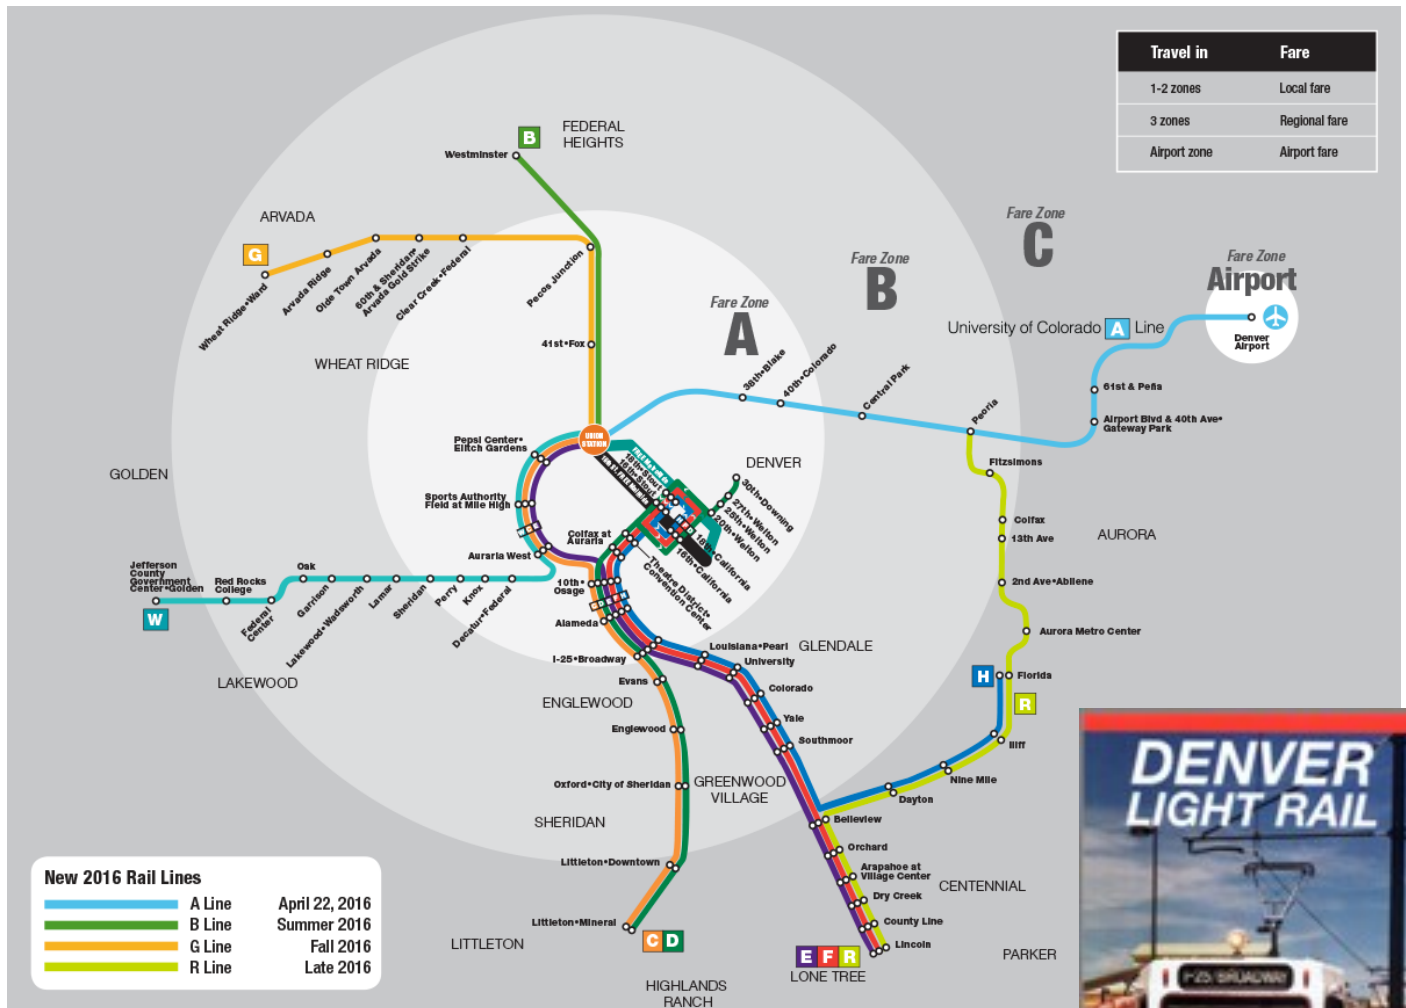 Travel in Fare
1-2 zones Local fare
3 zones Regional fare
Airport zone Airport fare
B
FEDERAL
HEIGHTS
Westminster
ARVADA
G
Wheat Ridge•Ward
Arvada Ridge
Olde Town Arvada
60th & Sheridan•
Arvada Gold Strike
Clear Creek•Federal
Pecos Junction
41st•Fox
WHEAT RIDGE
Fare Zone
A
Fare Zone
B
Fare Zone
C
Fare Zone
Airport
University of Colorado A Line
Denver
Airport
61st & Peña
Airport Blvd & 40th Ave•
Gateway Park
38th•Blake
40th•Colorado
Central Park
Peoria
UNION
STATION
Pepsi Center•
Elitch Gardens
Sports Authority
Field at Mile High
Auraria West
GOLDEN
DENVER
18th•Stout
16th•Stout
30th•Downing
27th•Welton
25th•Welton
20th•Welton
18th•California
16th•California
Theatre District•
Convention Center
Colfax at
Auraria
10th•
Osage
Alameda
I-25•Broadway
Jefferson
County
Government
Center•Golden
W
Red Rocks
College
Federal
Center
Oak
Garrison
Lakewood•Wadsworth
Lamar
Sheridan
Perry
Knox
Decatur•Federal
LAKEWOOD
Fitzsimons
Colfax
13th Ave
AURORA
2nd Ave•Abilene
Aurora Metro Center
H
Florida
R
Iliff
Nine Mile
Dayton
Louisiana•Pearl
GLENDALE
University
Colorado
Yale
Southmoor
Evans
ENGLEWOOD
Englewood
Oxford•City of Sheridan
GREENWOOD
VILLAGE
SHERIDAN
Belleview
Orchard
Arapahoe at
Village Center
CENTENNIAL
Dry Creek
County Line
Lincoln
PARKER
Littleton•Downtown
Littleton•Mineral
LITTLETON
C D
HIGHLANDS
RANCH
E F R
LONE TREE
New 2016 Rail Lines
A Line April 22, 2016
B Line Summer 2016
G Line Fall 2016
R Line Late 2016
DENVER
LIGHT RAIL
I-25/BROADWAY